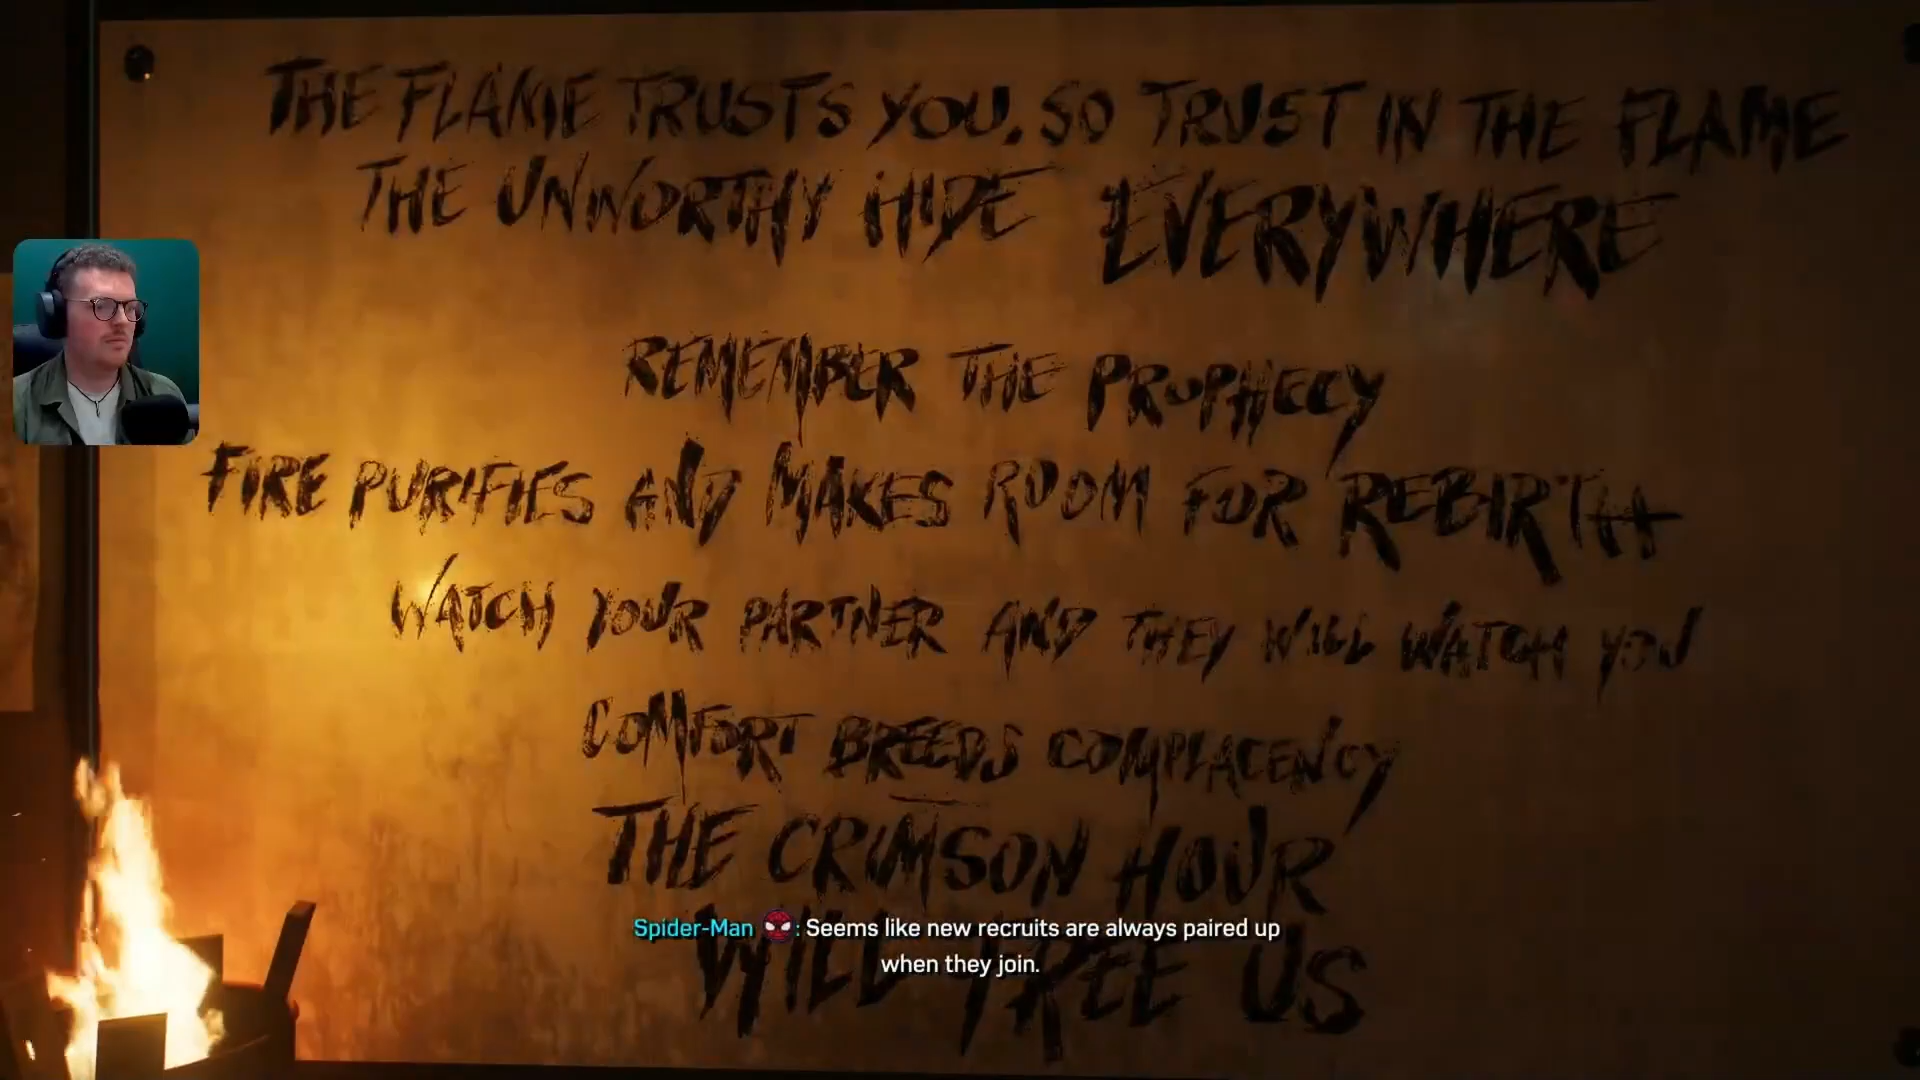 THE FLAME TRUSTS YOU. SO TRUST IN THE FLAME
THE UNWORTHY HIDE EVERYWHERE
REMEMBER THE PROPHECY
FIRE PURIFIES AND MAKES ROOM FOR REBIRTH
WATCH YOUR PARTNER AND THEY WILL WATCH YOU
COMFORT BREEDS COMPLACENCY
THE CRIMSON HOUR
WILL FREE US
Spider-Man : Seems like new recruits are always paired up
when they join.